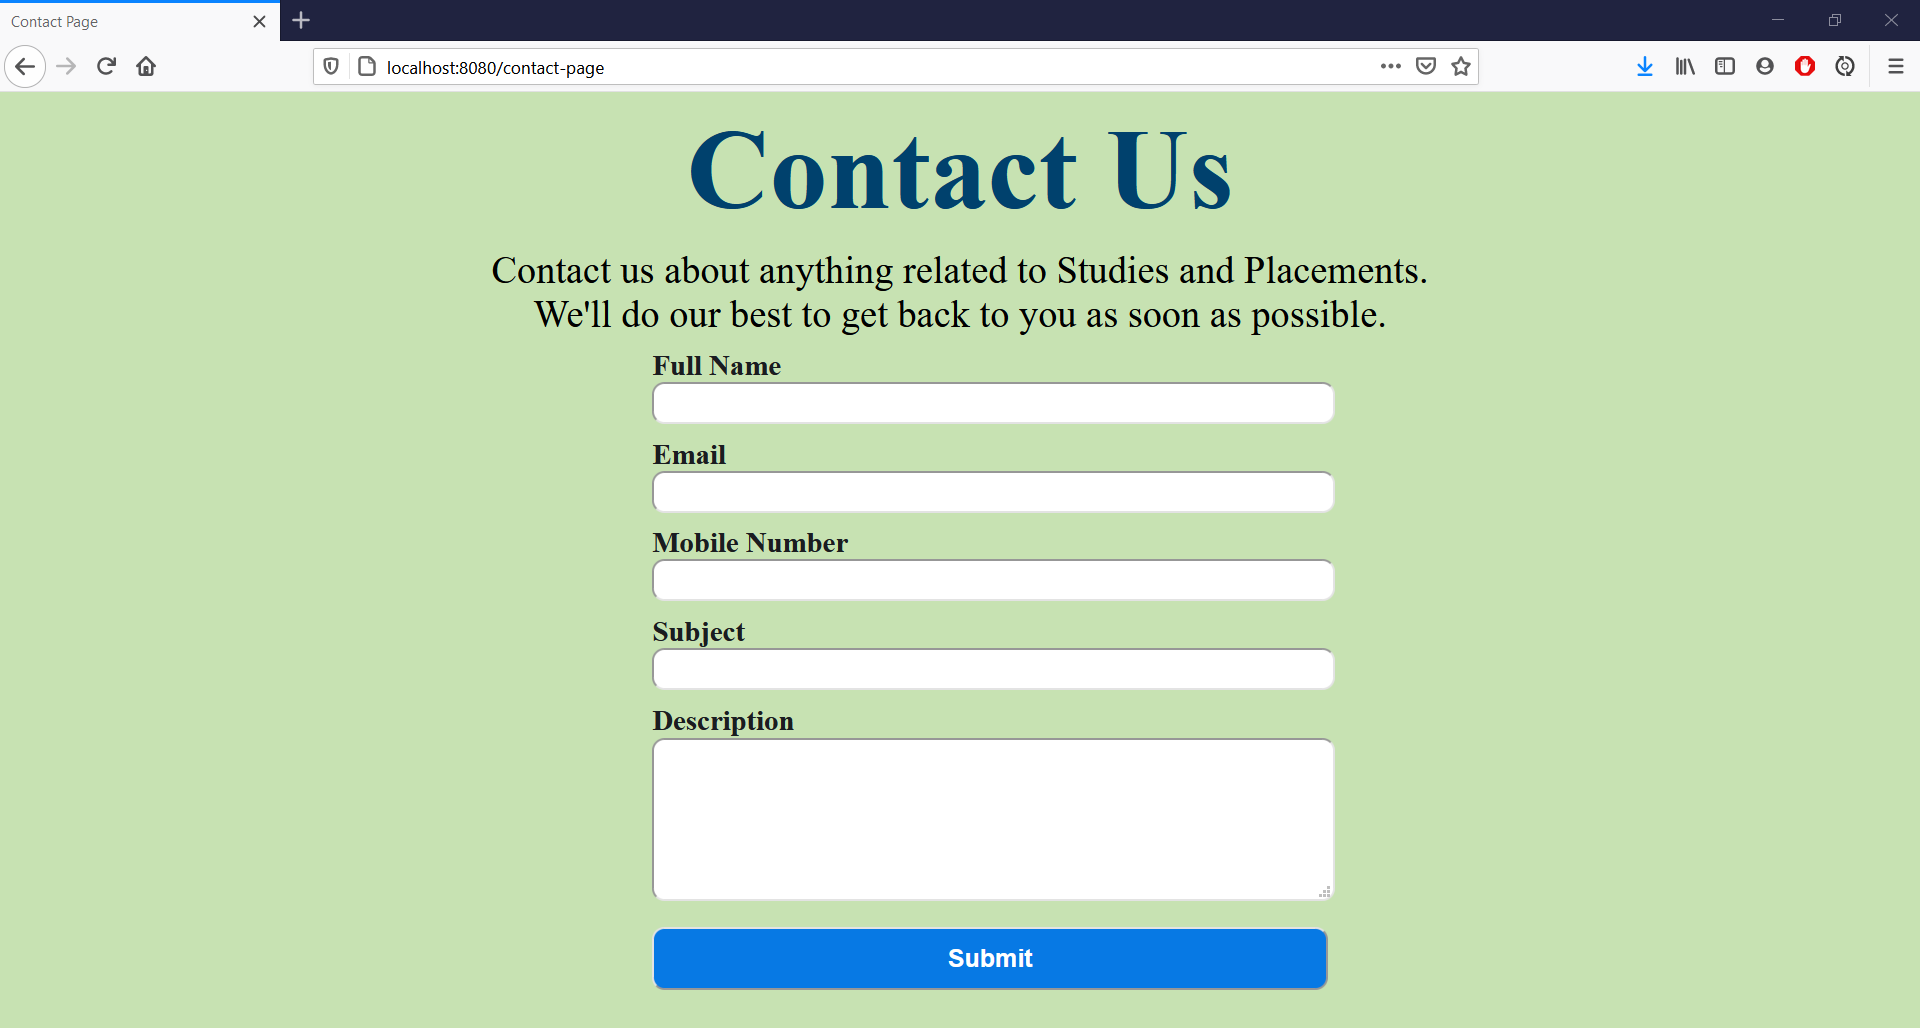 Contact Page
localhost:8080/contact-page
Contact Us
Contact us about anything related to Studies and Placements.
We'll do our best to get back to you as soon as possible.
Full Name
Email
Mobile Number
Subject
Description
Submit